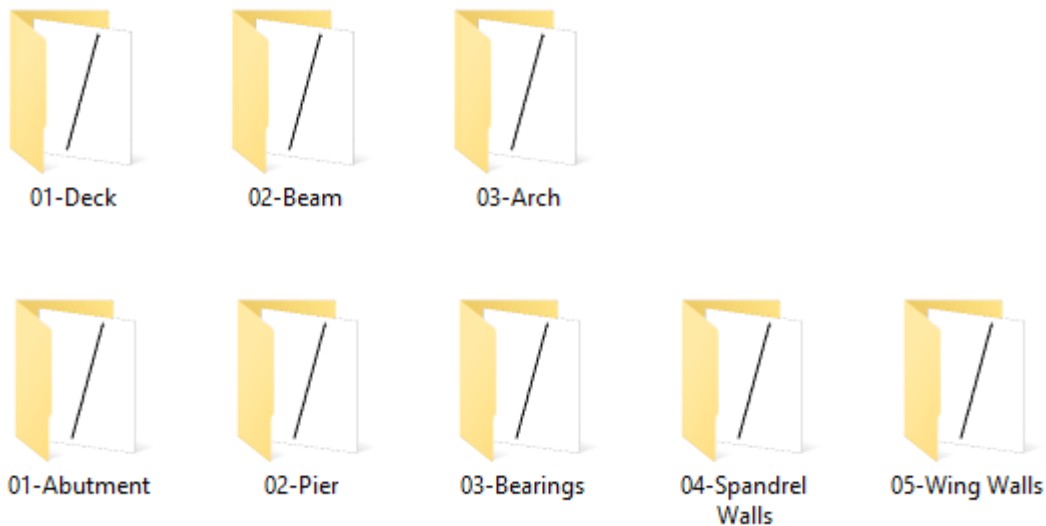 01-Deck
02-Beam
03-Arch
01-Abutment
02-Pier
03-Bearings
04-Spandrel
Walls
05-Wing Walls